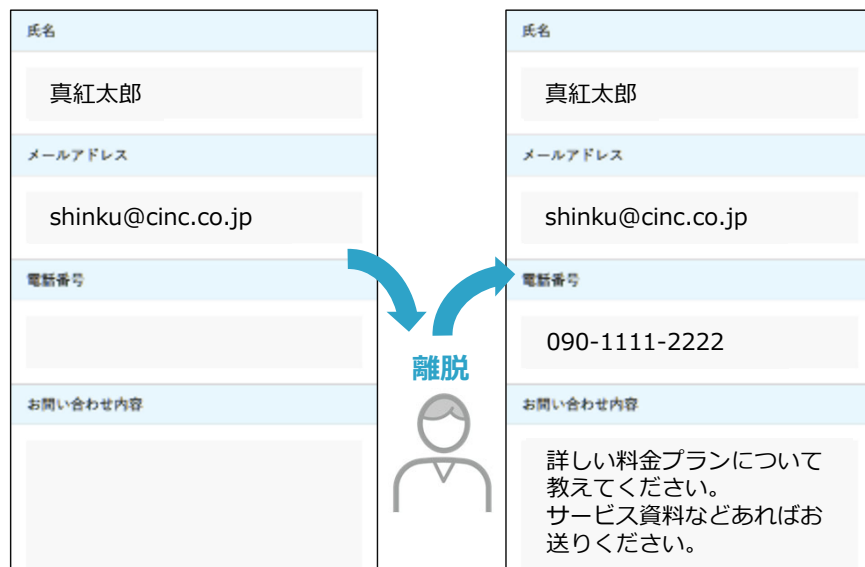 氏名
真紅太郎
メールアドレス
shinku@cinc.co.jp
電話番号
お問い合わせ内容
離脱
氏名
真紅太郎
メールアドレス
shinku@cinc.co.jp
電話番号
090-1111-2222
お問い合わせ内容
詳しい料金プランについて
教えてください。
サービス資料などあればお
送りください。